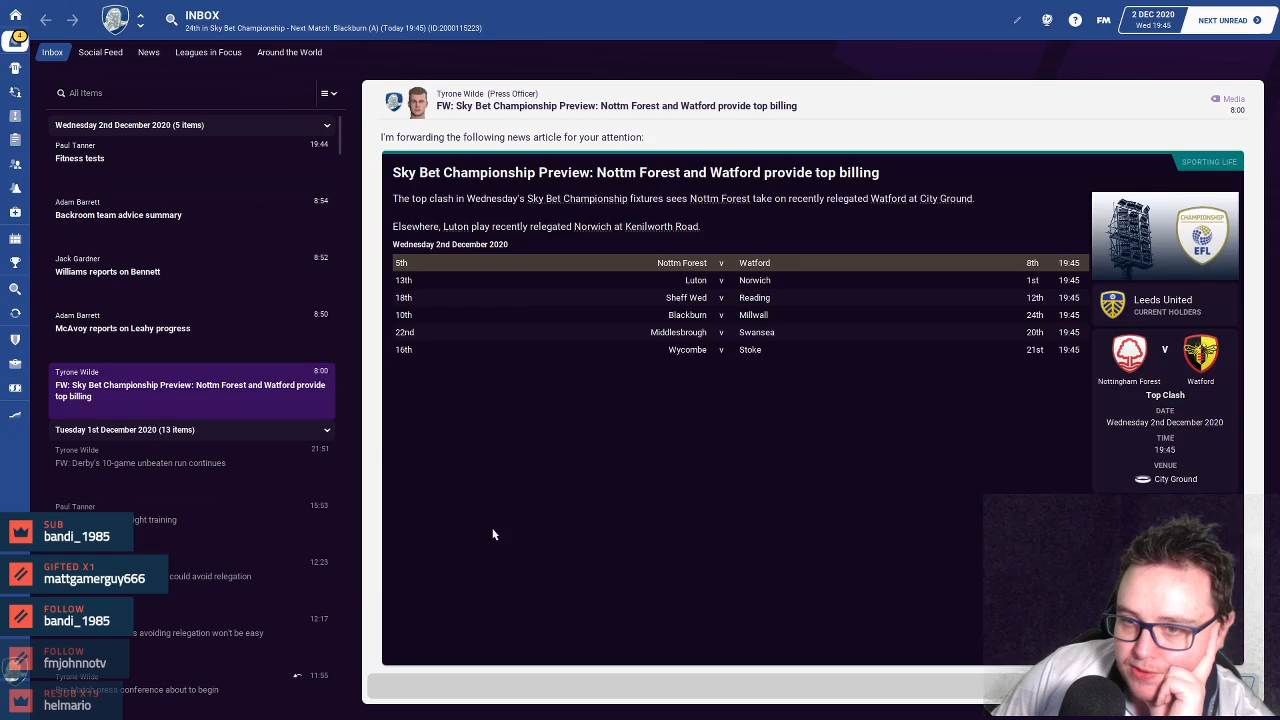 INBOX
24th in Sky Bet Championship - Next Match: Blackburn (A) (Today 19:45) (ID:2000115223)
FM
2 DEC 2020
Wed 19:45
NEXT UNREAD
4
Inbox
Social Feed
News
Leagues in Focus
Around the World
All Items
Wednesday 2nd December 2020 (5 items)
Paul Tanner 19:44
Fitness tests
Adam Barrett 8:54
Backroom team advice summary
Jack Gardner 8:52
Williams reports on Bennett
Adam Barrett 8:50
McAvoy reports on Leahy progress
Tyrone Wilde 8:00
FW: Sky Bet Championship Preview: Nottm Forest and Watford provide
top billing
Tuesday 1st December 2020 (13 items)
Tyrone Wilde 21:51
FW: Derby's 10-game unbeaten run continues
Paul Tanner 15:53
ght training
12:23
could avoid relegation
12:17
s avoiding relegation won't be easy
Tyrone Wilde 11:55
press conference about to begin
SUB
bandi_1985
GIFTED X1
mattgamerguy666
FOLLOW
bandi_1985
FOLLOW
fmjohnnotv
RESUB X19
helmario
Tyrone Wilde (Press Officer)
FW: Sky Bet Championship Preview: Nottm Forest and Watford provide top billing
Media
8:00
I'm forwarding the following news article for your attention:
SPORTING LIFE
Sky Bet Championship Preview: Nottm Forest and Watford provide top billing
The top clash in Wednesday's Sky Bet Championship fixtures sees Nottm Forest take on recently relegated Watford at City Ground.
Elsewhere, Luton play recently relegated Norwich at Kenilworth Road.
Wednesday 2nd December 2020
5th Nottm Forest v Watford 8th 19:45
13th Luton v Norwich 1st 19:45
18th Sheff Wed v Reading 12th 19:45
10th Blackburn v Millwall 24th 19:45
22nd Middlesbrough v Swansea 20th 19:45
16th Wycombe v Stoke 21st 19:45
CHAMPIONSHIP
EFL
Leeds United
CURRENT HOLDERS
V
Nottingham Forest
Watford
Top Clash
DATE
Wednesday 2nd December 2020
TIME
19:45
VENUE
City Ground